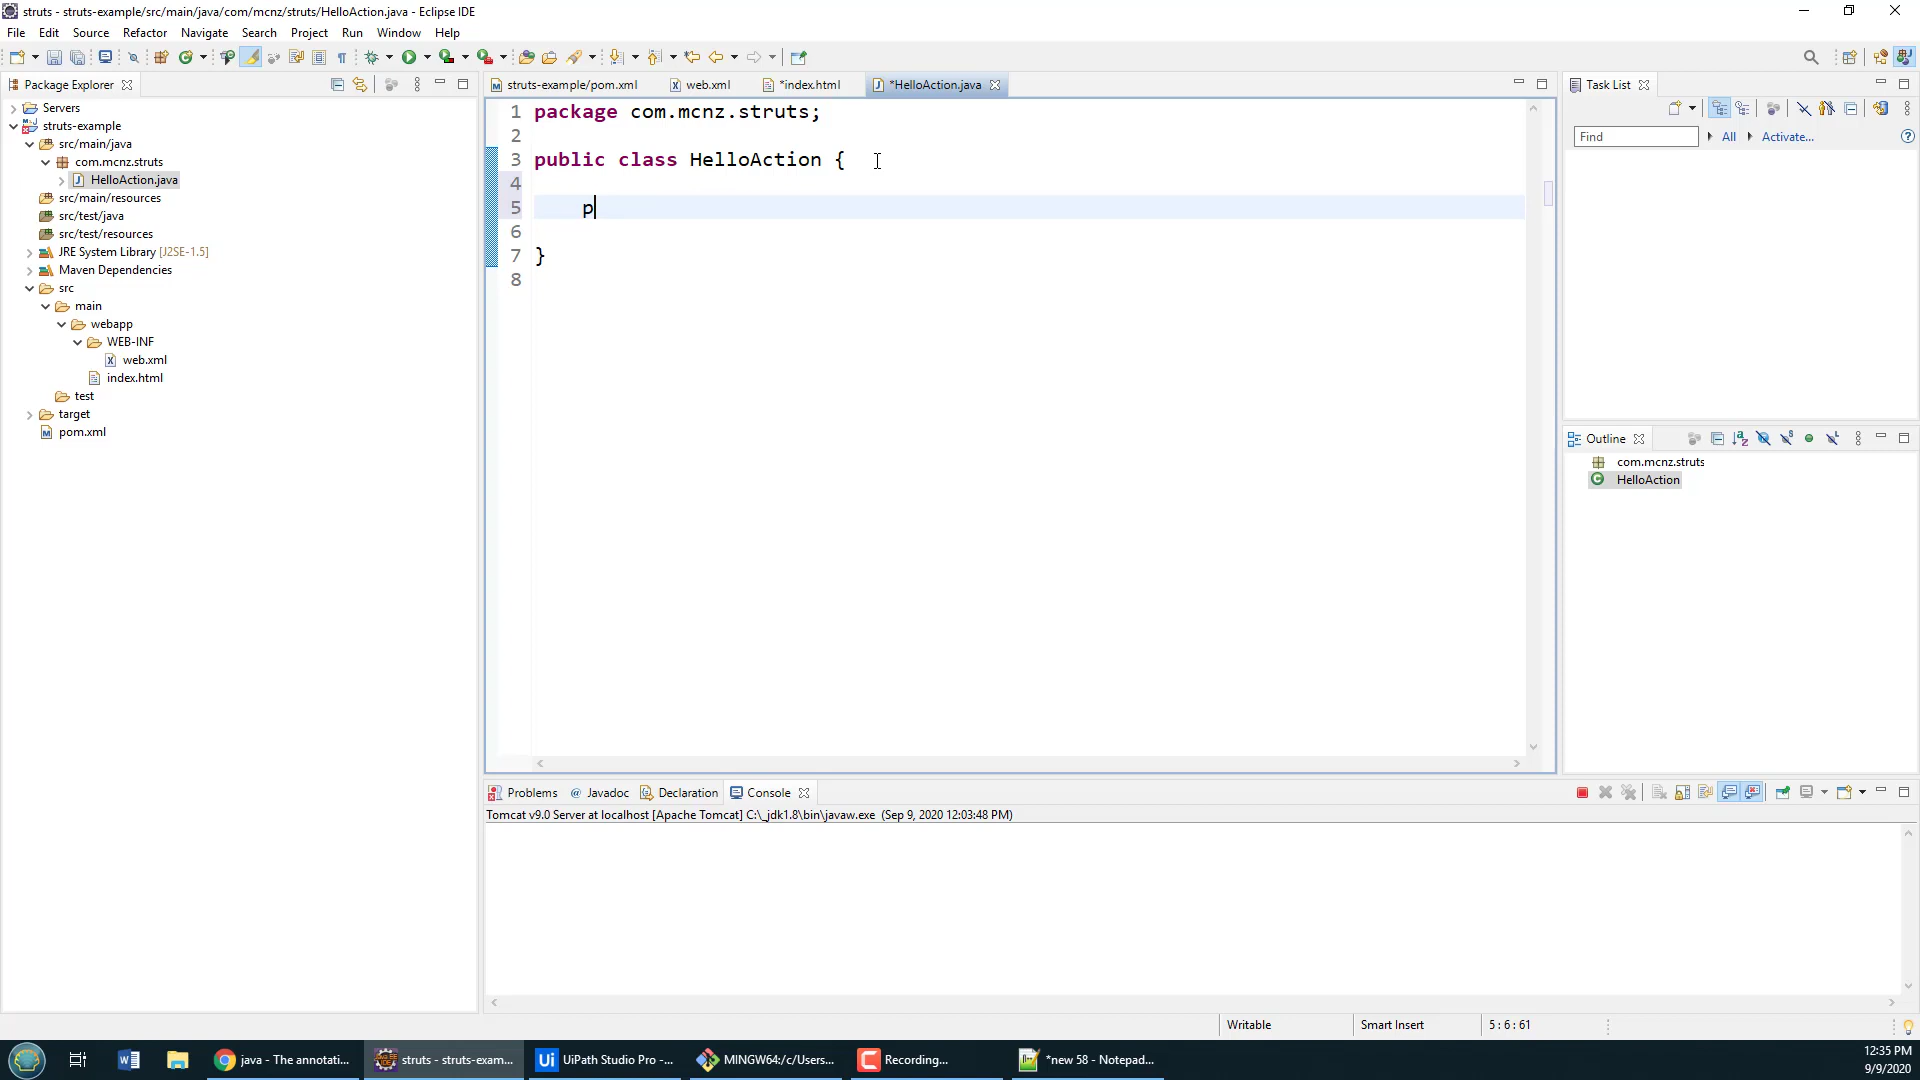 struts - struts-example/src/main/java/com/mcnz/struts/HelloAction.java - Eclipse IDE
File Edit Source Refactor Navigate Search Project Run Window Help
Package Explorer
Servers
struts-example
src/main/java
com.mcnz.struts
HelloAction.java
src/main/resources
src/test/java
src/test/resources
JRE System Library [J2SE-1.5]
Maven Dependencies
src
main
webapp
WEB-INF
web.xml
index.html
test
target
pom.xml
struts-example/pom.xml web.xml *index.html *HelloAction.java
1 package com.mcnz.struts;
2
3 public class HelloAction {
4
5 p
6
7 }
8
Task List
Find All Activate...
Outline
com.mcnz.struts
HelloAction
Problems Javadoc Declaration Console
Tomcat v9.0 Server at localhost [Apache Tomcat] C:\_jdk1.8\bin\javaw.exe (Sep 9, 2020 12:03:48 PM)
Writable Smart Insert 5 : 6 : 61
java - The annotati... struts - struts-exam... UiPath Studio Pro -... MINGW64:/c/Users... Recording... *new 58 - Notepad...
12:35 PM
9/9/2020